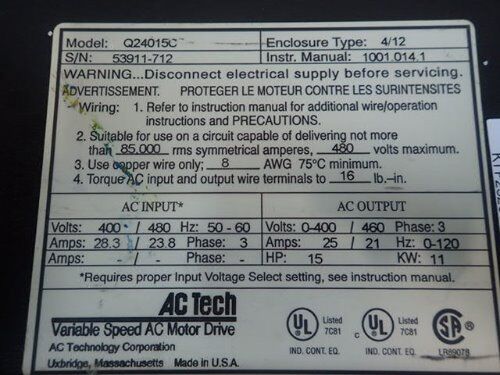 Model: Q24015C Enclosure Type: 4/12
S/N: 53911-712 Instr. Manual: 1001.014.1
WARNING...Disconnect electrical supply before servicing.
ADVERTISSEMENT. PROTEGER LE MOTEUR CONTRE LES SURINTENSITES
Wiring: 1. Refer to instruction manual for additional wire/operation
instructions and PRECAUTIONS.
2. Suitable for use on a circuit capable of delivering not more
than 85,000 rms symmetrical amperes, 480 volts maximum.
3. Use copper wire only; 8 AWG 75°C minimum.
4. Torque AC input and output wire terminals to 16 lb.-in.
AC INPUT* AC OUTPUT
Volts: 400 / 480 Hz: 50-60 Volts: 0-400 / 460 Phase: 3
Amps: 28.3 / 23.8 Phase: 3 Amps: 25 / 21 Hz: 0-120
Amps: - / - Phase: - HP: 15 KW: 11
*Requires proper Input Voltage Select setting, see instruction manual.
AC Tech
Variable Speed AC Motor Drive
AC Technology Corporation
Uxbridge, Massachusetts Made in U.S.A.
UL Listed 7C81 IND. CONT. EQ.
c UL Listed 7C81 IND. CONT. EQ.
SA
LR89078